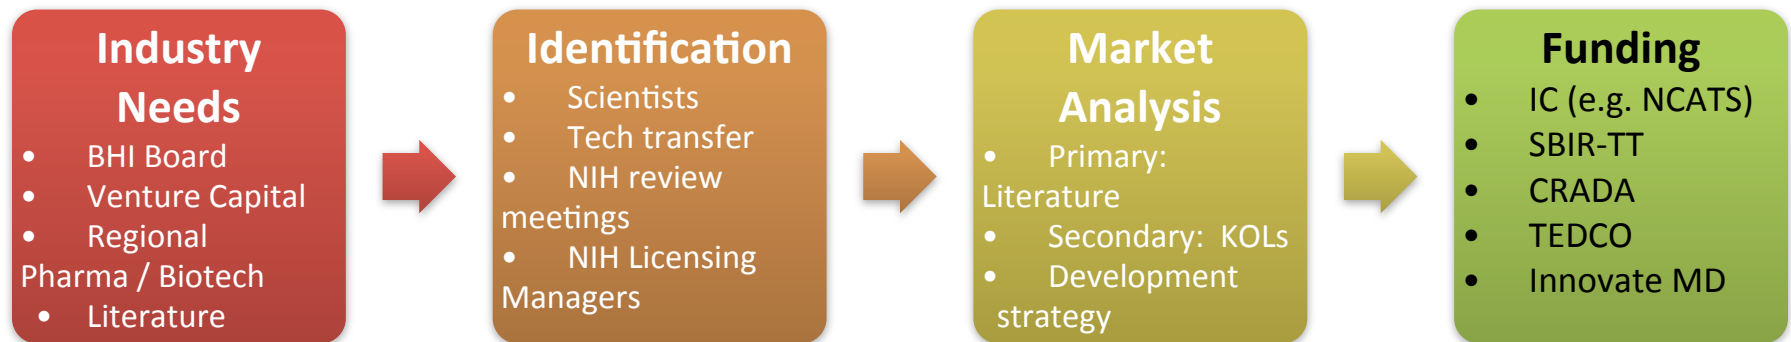 Industry
Needs
• BHI Board
• Venture Capital
• Regional
Pharma / Biotech
• Literature
Identification
• Scientists
• Tech transfer
• NIH review
meetings
• NIH Licensing
Managers
Market
Analysis
• Primary:
Literature
• Secondary: KOLs
• Development
strategy
Funding
• IC (e.g. NCATS)
• SBIR-TT
• CRADA
• TEDCO
• Innovate MD